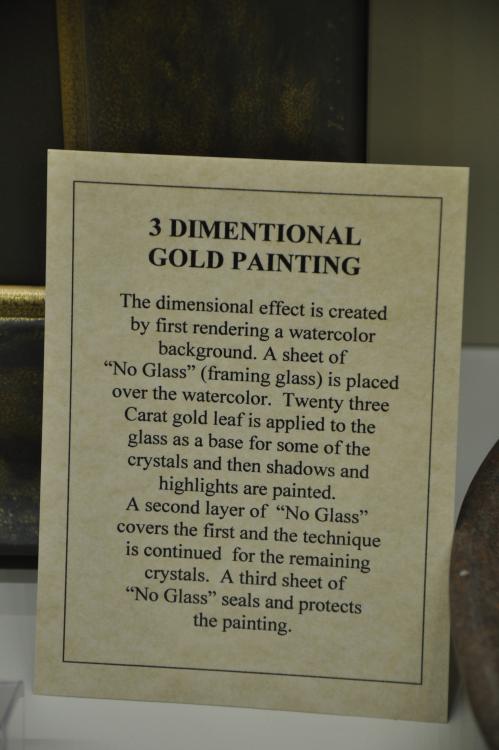 3 DIMENTIONAL
GOLD PAINTING
The dimensional effect is created
by first rendering a watercolor
background. A sheet of
“No Glass” (framing glass) is placed
over the watercolor. Twenty three
Carat gold leaf is applied to the
glass as a base for some of the
crystals and then shadows and
highlights are painted.
A second layer of “No Glass”
covers the first and the technique
is continued for the remaining
crystals. A third sheet of
“No Glass” seals and protects
the painting.